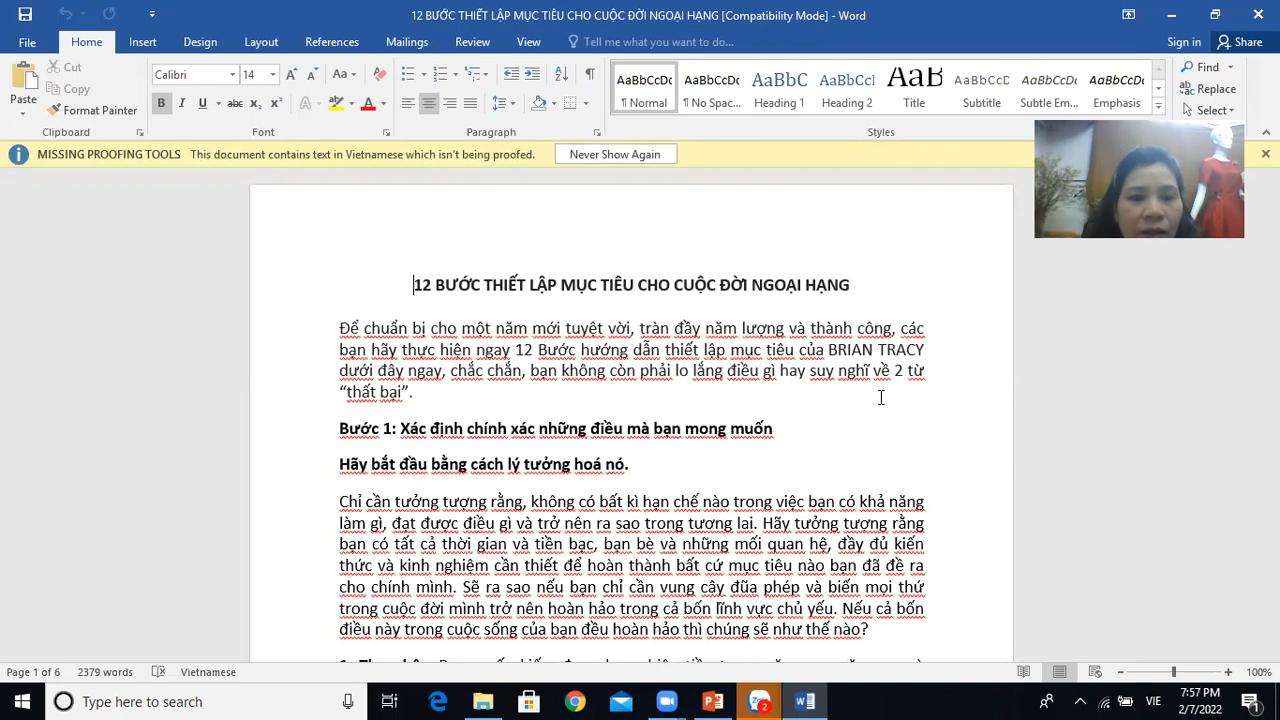 12 BƯỚC THIẾT LẬP MỤC TIÊU CHO CUỘC ĐỜI NGOẠI HẠNG [Compatibility Mode] - Word
File Home Insert Design Layout References Mailings Review View Tell me what you want to do... Sign in Share
Paste
Cut
Copy
Format Painter
Clipboard
Calibri 14
Font
Paragraph
AaBbCcDc AaBbCcDc AaBbC AaBbCcI AaB AaBbCcD AaBbCcDc AaBbCcDc
¶ Normal ¶ No Spac... Heading 1 Heading 2 Title Subtitle Subtle Em... Emphasis
Styles
Find
Replace
Select
MISSING PROOFING TOOLS This document contains text in Vietnamese which isn't being proofed. Never Show Again
12 BƯỚC THIẾT LẬP MỤC TIÊU CHO CUỘC ĐỜI NGOẠI HẠNG
Để chuẩn bị cho một năm mới tuyệt vời, tràn đầy năm lượng và thành công, các
bạn hãy thực hiện ngay 12 Bước hướng dẫn thiết lập mục tiêu của BRIAN TRACY
dưới đây ngay, chắc chắn, bạn không còn phải lo lắng điều gì hay suy nghĩ về 2 từ
“thất bại”.
Bước 1: Xác định chính xác những điều mà bạn mong muốn
Hãy bắt đầu bằng cách lý tưởng hoá nó.
Chỉ cần tưởng tượng rằng, không có bất kì hạn chế nào trong việc bạn có khả năng
làm gì, đạt được điều gì và trở nên ra sao trong tương lai. Hãy tưởng tượng rằng
bạn có tất cả thời gian và tiền bạc, bạn bè và những mối quan hệ, đầy đủ kiến
thức và kinh nghiệm cần thiết để hoàn thành bất cứ mục tiêu nào bạn đã đề ra
cho chính mình. Sẽ ra sao nếu bạn chỉ cần vung cây đũa phép và biến mọi thứ
trong cuộc đời mình trở nên hoàn hảo trong cả bốn lĩnh vực chủ yếu. Nếu cả bốn
điều này trong cuộc sống của bạn đều hoàn hảo thì chúng sẽ như thế nào?
Page 1 of 6 2379 words Vietnamese 100%
Type here to search
VIE
7:57 PM
2/7/2022